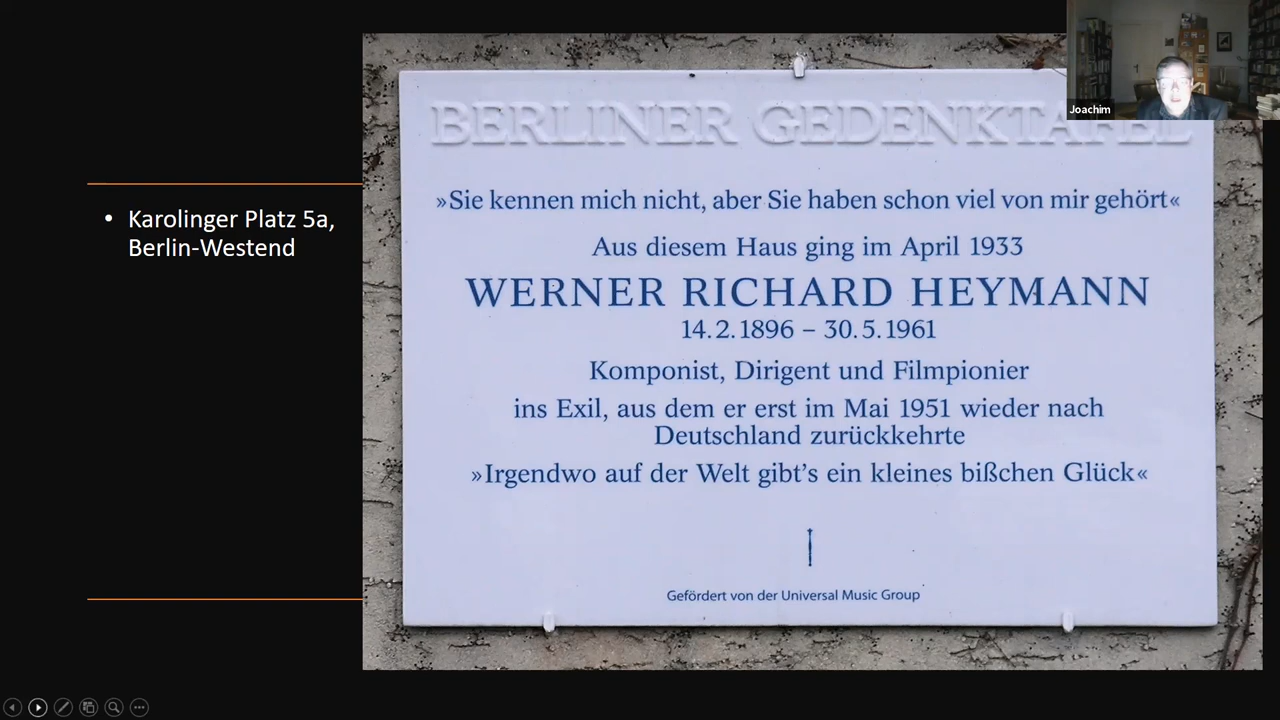 Karolinger Platz 5a,
Berlin-Westend
BERLINER GEDENKTAFEL
»Sie kennen mich nicht, aber Sie haben schon viel von mir gehört«
Aus diesem Haus ging im April 1933
WERNER RICHARD HEYMANN
14.2.1896 – 30.5.1961
Komponist, Dirigent und Filmpionier
ins Exil, aus dem er erst im Mai 1951 wieder nach
Deutschland zurückkehrte
»Irgendwo auf der Welt gibt’s ein kleines bißchen Glück«
Gefördert von der Universal Music Group
Joachim